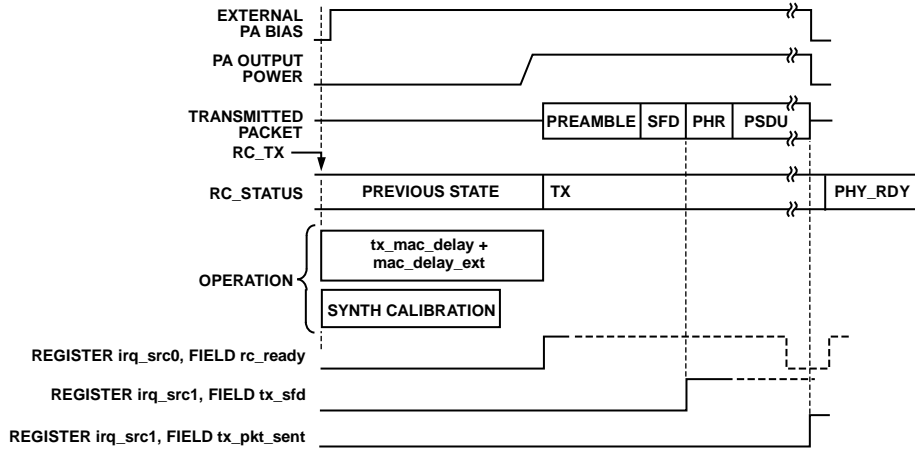 EXTERNAL
PA BIAS
PA OUTPUT
POWER
TRANSMITTED
PACKET
PREAMBLE SFD PHR PSDU
RC_TX
RC_STATUS PREVIOUS STATE TX PHY_RDY
tx_mac_delay +
mac_delay_ext
OPERATION
SYNTH CALIBRATION
REGISTER irq_src0, FIELD rc_ready
REGISTER irq_src1, FIELD tx_sfd
REGISTER irq_src1, FIELD tx_pkt_sent